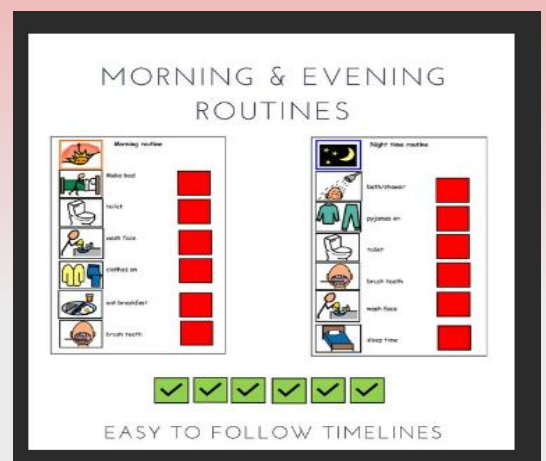 MORNING & EVENING
ROUTINES
Morning routine
Make bed
toilet
wash face
clothes on
eat breakfast
brush teeth
Night time routine
bath/shower
pyjamas on
toilet
brush teeth
wash face
sleep time
EASY TO FOLLOW TIMELINES